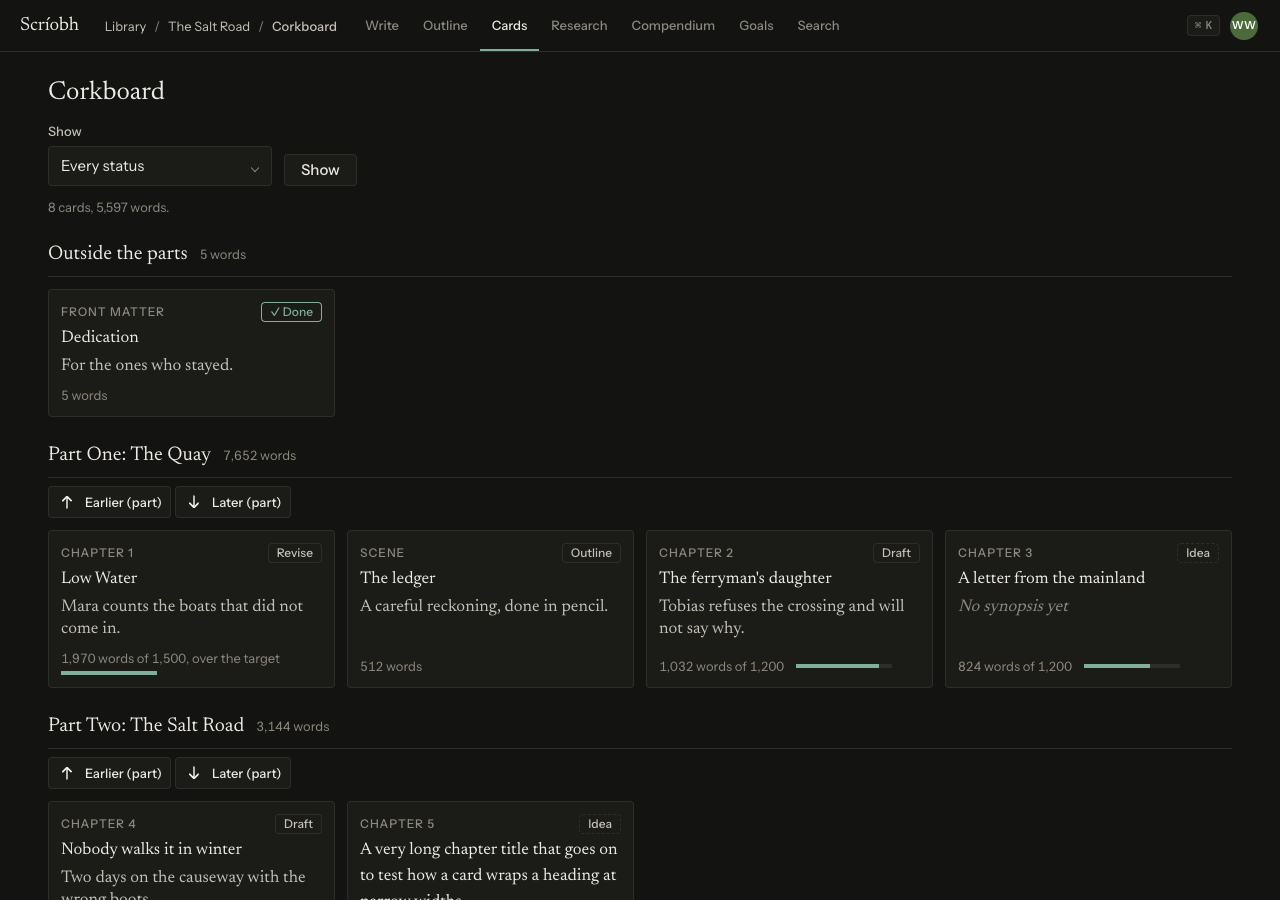 Scríobh
Library / The Salt Road / Corkboard
Write Outline Cards Research Compendium Goals Search
⌘ K
WW
Corkboard
Show
Every status
Show
8 cards, 5,597 words.
Outside the parts 5 words
FRONT MATTER ✓ Done
Dedication
For the ones who stayed.
5 words
Part One: The Quay 7,652 words
↑ Earlier (part) ↓ Later (part)
CHAPTER 1 Revise
Low Water
Mara counts the boats that did not
come in.
1,970 words of 1,500, over the target
SCENE Outline
The ledger
A careful reckoning, done in pencil.
512 words
CHAPTER 2 Draft
The ferryman's daughter
Tobias refuses the crossing and will
not say why.
1,032 words of 1,200
CHAPTER 3 Idea
A letter from the mainland
No synopsis yet
824 words of 1,200
Part Two: The Salt Road 3,144 words
↑ Earlier (part) ↓ Later (part)
CHAPTER 4 Draft
Nobody walks it in winter
Two days on the causeway with the
wrong boots.
CHAPTER 5 Idea
A very long chapter title that goes on
to test how a card wraps a heading at
narrow widths